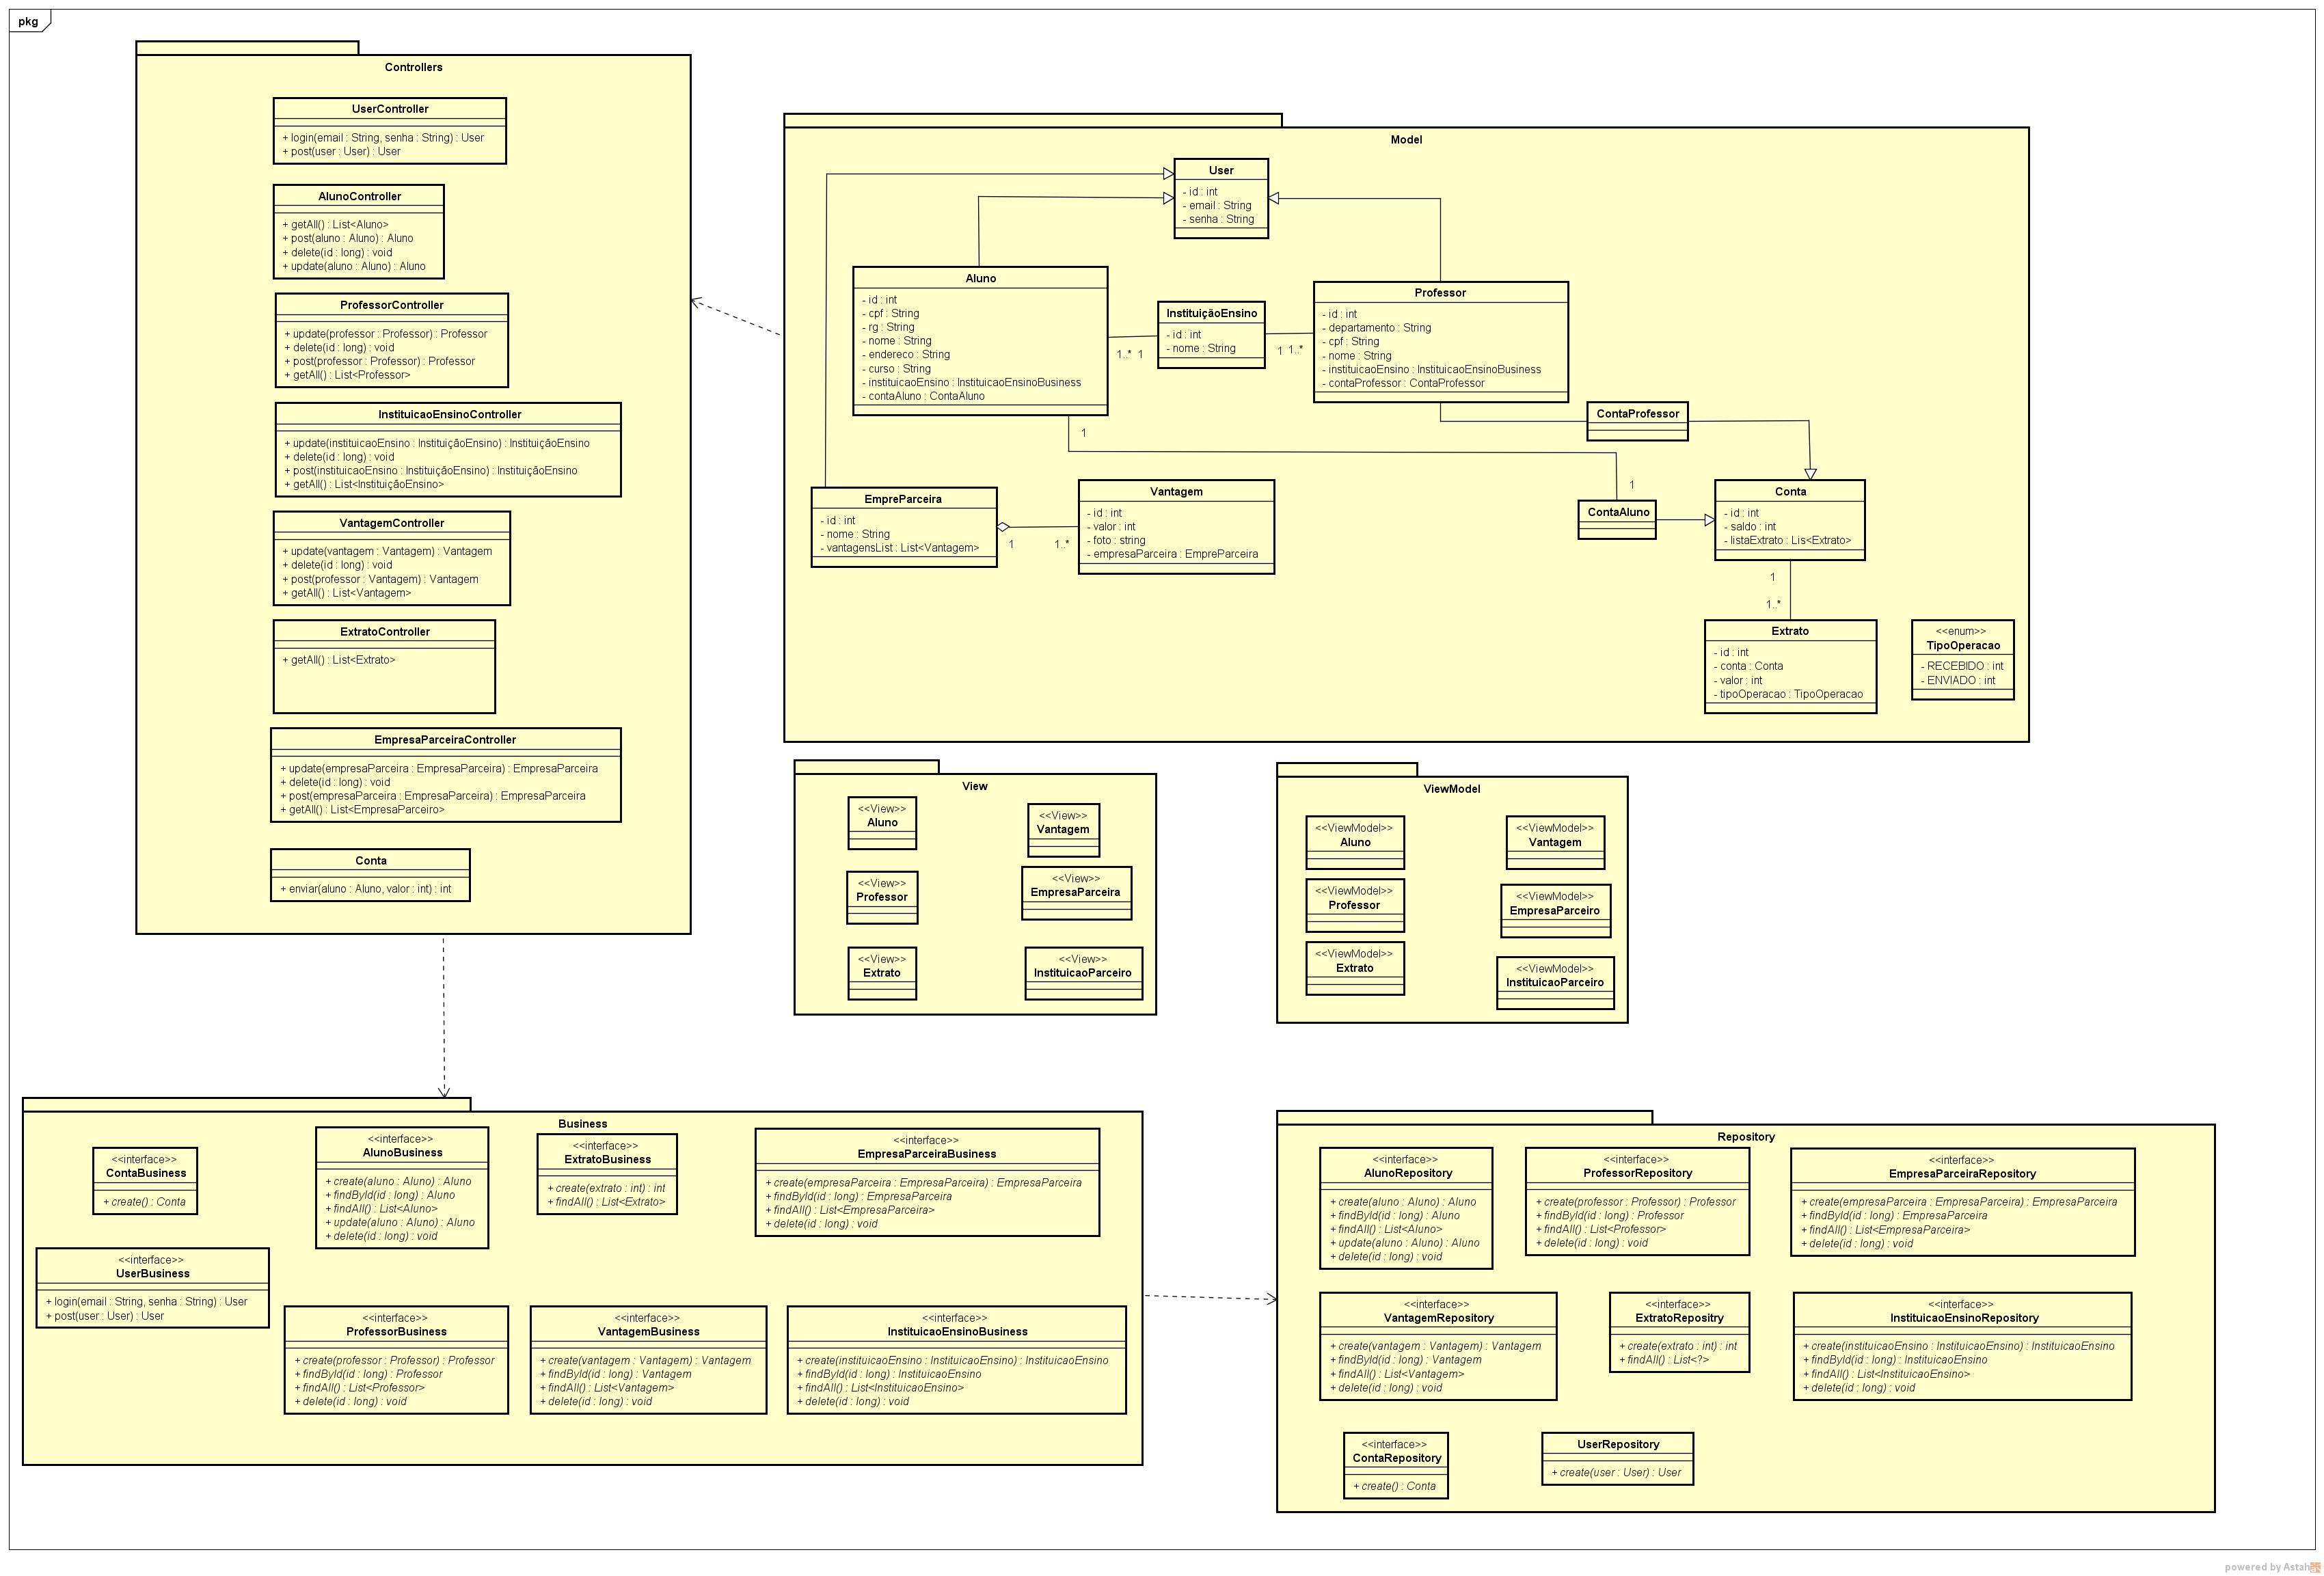 pkg
Controllers
UserController
+ login(email : String, senha : String) : User
+ post(user : User) : User
AlunoController
+ getAll() : List<Aluno>
+ post(aluno : Aluno) : Aluno
+ delete(id : long) : void
+ update(aluno : Aluno) : Aluno
ProfessorController
+ update(professor : Professor) : Professor
+ delete(id : long) : void
+ post(professor : Professor) : Professor
+ getAll() : List<Professor>
InstituicaoEnsinoController
+ update(instituicaoEnsino : InstituiçãoEnsino) : InstituiçãoEnsino
+ delete(id : long) : void
+ post(instituicaoEnsino : InstituiçãoEnsino) : InstituiçãoEnsino
+ getAll() : List<InstituiçãoEnsino>
VantagemController
+ update(vantagem : Vantagem) : Vantagem
+ delete(id : long) : void
+ post(professor : Vantagem) : Vantagem
+ getAll() : List<Vantagem>
ExtratoController
+ getAll() : List<Extrato>
EmpresaParceiraController
+ update(empresaParceira : EmpresaParceira) : EmpresaParceira
+ delete(id : long) : void
+ post(empresaParceira : EmpresaParceira) : EmpresaParceira
+ getAll() : List<EmpresaParceiro>
Conta
+ enviar(aluno : Aluno, valor : int) : int
Model
User
- id : int
- email : String
- senha : String
Aluno
- id : int
- cpf : String
- rg : String
- nome : String
- endereco : String
- curso : String
- instituicaoEnsino : InstituicaoEnsinoBusiness
- contaAluno : ContaAluno
1..* 1
InstituiçãoEnsino
- id : int
- nome : String
1 1..*
Professor
- id : int
- departamento : String
- cpf : String
- nome : String
- instituicaoEnsino : InstituicaoEnsinoBusiness
- contaProfessor : ContaProfessor
ContaProfessor
1
1
EmpreParceira
- id : int
- nome : String
- vantagensList : List<Vantagem>
1 1..*
Vantagem
- id : int
- valor : int
- foto : string
- empresaParceira : EmpreParceira
ContaAluno
Conta
- id : int
- saldo : int
- listaExtrato : Lis<Extrato>
1
1..*
Extrato
- id : int
- conta : Conta
- valor : int
- tipoOperacao : TipoOperacao
<<enum>>
TipoOperacao
- RECEBIDO : int
- ENVIADO : int
View
<<View>>
Aluno
<<View>>
Vantagem
<<View>>
Professor
<<View>>
EmpresaParceira
<<View>>
Extrato
<<View>>
InstituicaoParceiro
ViewModel
<<ViewModel>>
Aluno
<<ViewModel>>
Vantagem
<<ViewModel>>
Professor
<<ViewModel>>
EmpresaParceiro
<<ViewModel>>
Extrato
<<ViewModel>>
InstituicaoParceiro
Business
<<interface>>
ContaBusiness
+ create() : Conta
<<interface>>
AlunoBusiness
+ create(aluno : Aluno) : Aluno
+ findById(id : long) : Aluno
+ findAll() : List<Aluno>
+ update(aluno : Aluno) : Aluno
+ delete(id : long) : void
<<interface>>
ExtratoBusiness
+ create(extrato : int) : int
+ findAll() : List<Extrato>
<<interface>>
EmpresaParceiraBusiness
+ create(empresaParceira : EmpresaParceira) : EmpresaParceira
+ findById(id : long) : EmpresaParceira
+ findAll() : List<EmpresaParceira>
+ delete(id : long) : void
<<interface>>
UserBusiness
+ login(email : String, senha : String) : User
+ post(user : User) : User
<<interface>>
ProfessorBusiness
+ create(professor : Professor) : Professor
+ findById(id : long) : Professor
+ findAll() : List<Professor>
+ delete(id : long) : void
<<interface>>
VantagemBusiness
+ create(vantagem : Vantagem) : Vantagem
+ findById(id : long) : Vantagem
+ findAll() : List<Vantagem>
+ delete(id : long) : void
<<interface>>
InstituicaoEnsinoBusiness
+ create(instituicaoEnsino : InstituicaoEnsino) : InstituicaoEnsino
+ findById(id : long) : InstituicaoEnsino
+ findAll() : List<InstituicaoEnsino>
+ delete(id : long) : void
Repository
<<interface>>
AlunoRepository
+ create(aluno : Aluno) : Aluno
+ findById(id : long) : Aluno
+ findAll() : List<Aluno>
+ update(aluno : Aluno) : Aluno
+ delete(id : long) : void
<<interface>>
ProfessorRepository
+ create(professor : Professor) : Professor
+ findById(id : long) : Professor
+ findAll() : List<Professor>
+ delete(id : long) : void
<<interface>>
EmpresaParceiraRepository
+ create(empresaParceira : EmpresaParceira) : EmpresaParceira
+ findById(id : long) : EmpresaParceira
+ findAll() : List<EmpresaParceira>
+ delete(id : long) : void
<<interface>>
VantagemRepository
+ create(vantagem : Vantagem) : Vantagem
+ findById(id : long) : Vantagem
+ findAll() : List<Vantagem>
+ delete(id : long) : void
<<interface>>
ExtratoRepositry
+ create(extrato : int) : int
+ findAll() : List<?>
<<interface>>
InstituicaoEnsinoRepository
+ create(instituicaoEnsino : InstituicaoEnsino) : InstituicaoEnsino
+ findById(id : long) : InstituicaoEnsino
+ findAll() : List<InstituicaoEnsino>
+ delete(id : long) : void
<<interface>>
ContaRepository
+ create() : Conta
UserRepository
+ create(user : User) : User
powered by Astah